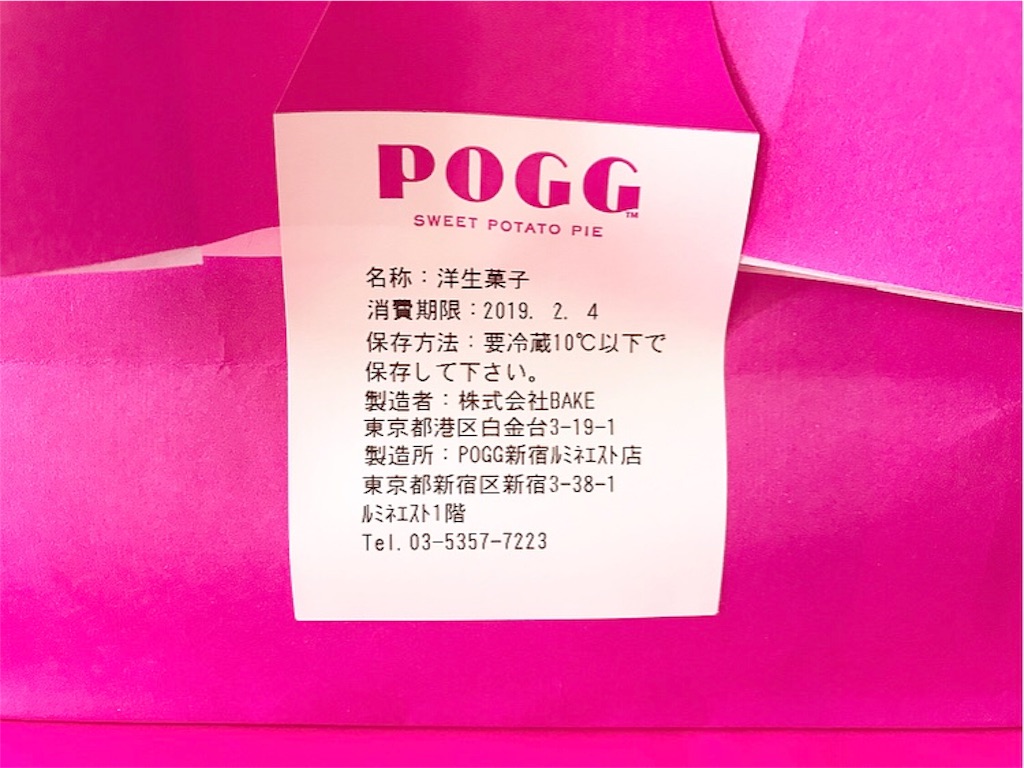 POGG™
SWEET POTATO PIE
名称：洋生菓子
消費期限：2019. 2. 4
保存方法：要冷蔵10℃以下で
保存して下さい。
製造者：株式会社BAKE
東京都港区白金台3-19-1
製造所：POGG新宿ﾙﾐﾈｴｽﾄ店
東京都新宿区新宿3-38-1
ﾙﾐﾈｴｽﾄ1階
Tel.03-5357-7223